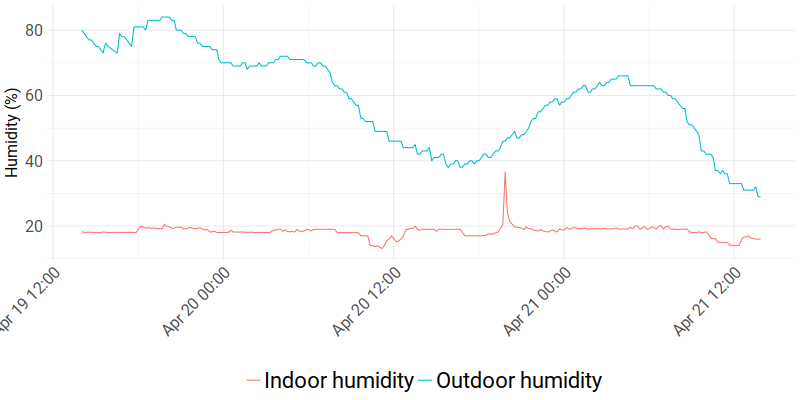 80
60
40
20
Humidity (%)
Apr 19 12:00
Apr 20 00:00
Apr 20 12:00
Apr 21 00:00
Apr 21 12:00
Indoor humidity Outdoor humidity